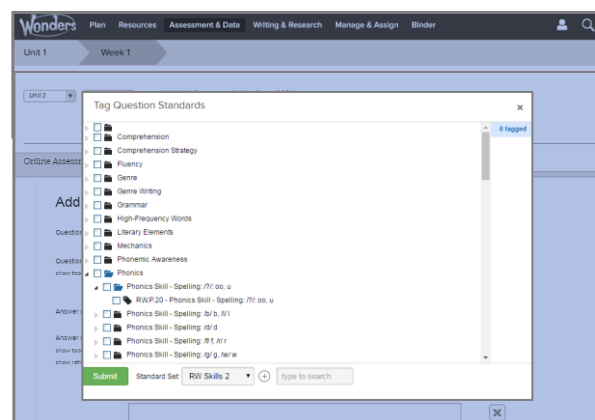 Wonders Plan Resources Assessment & Data Writing & Research Manage & Assign Binder
Unit 1 Week 1
Unit 2
Tag Question Standards ×
0 tagged
Comprehension
Comprehension Strategy
Fluency
Genre
Online Assessm
Genre Writing
Add
Grammar
High-Frequency Words
Literary Elements
Question
Mechanics
Phonemic Awareness
Question
Phonics
show too
Phonics Skill - Spelling: /?/: oo, u
RW.P.20 - Phonics Skill - Spelling: /?/: oo, u
Answer
Phonics Skill - Spelling: /b/ b, /l/ l
Phonics Skill - Spelling: /d/ d
Answer
Phonics Skill - Spelling: /f/ f, /r/ r
show too
Phonics Skill - Spelling: /g/ g, /w/ w
show reti
Submit Standard Set: RW Skills 2 type to search